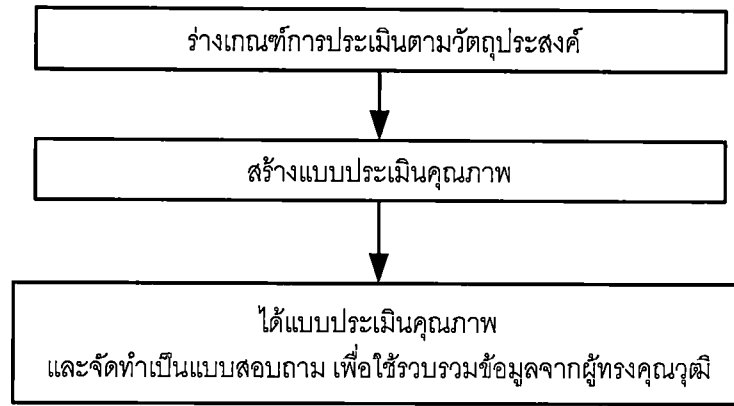 ร่างเกณฑ์การประเมินตามวัตถุประสงค์
สร้างแบบประเมินคุณภาพ
ได้แบบประเมินคุณภาพ
และจัดทำเป็นแบบสอบถาม เพื่อใช้รวบรวมข้อมูลจากผู้ทรงคุณวุฒิ